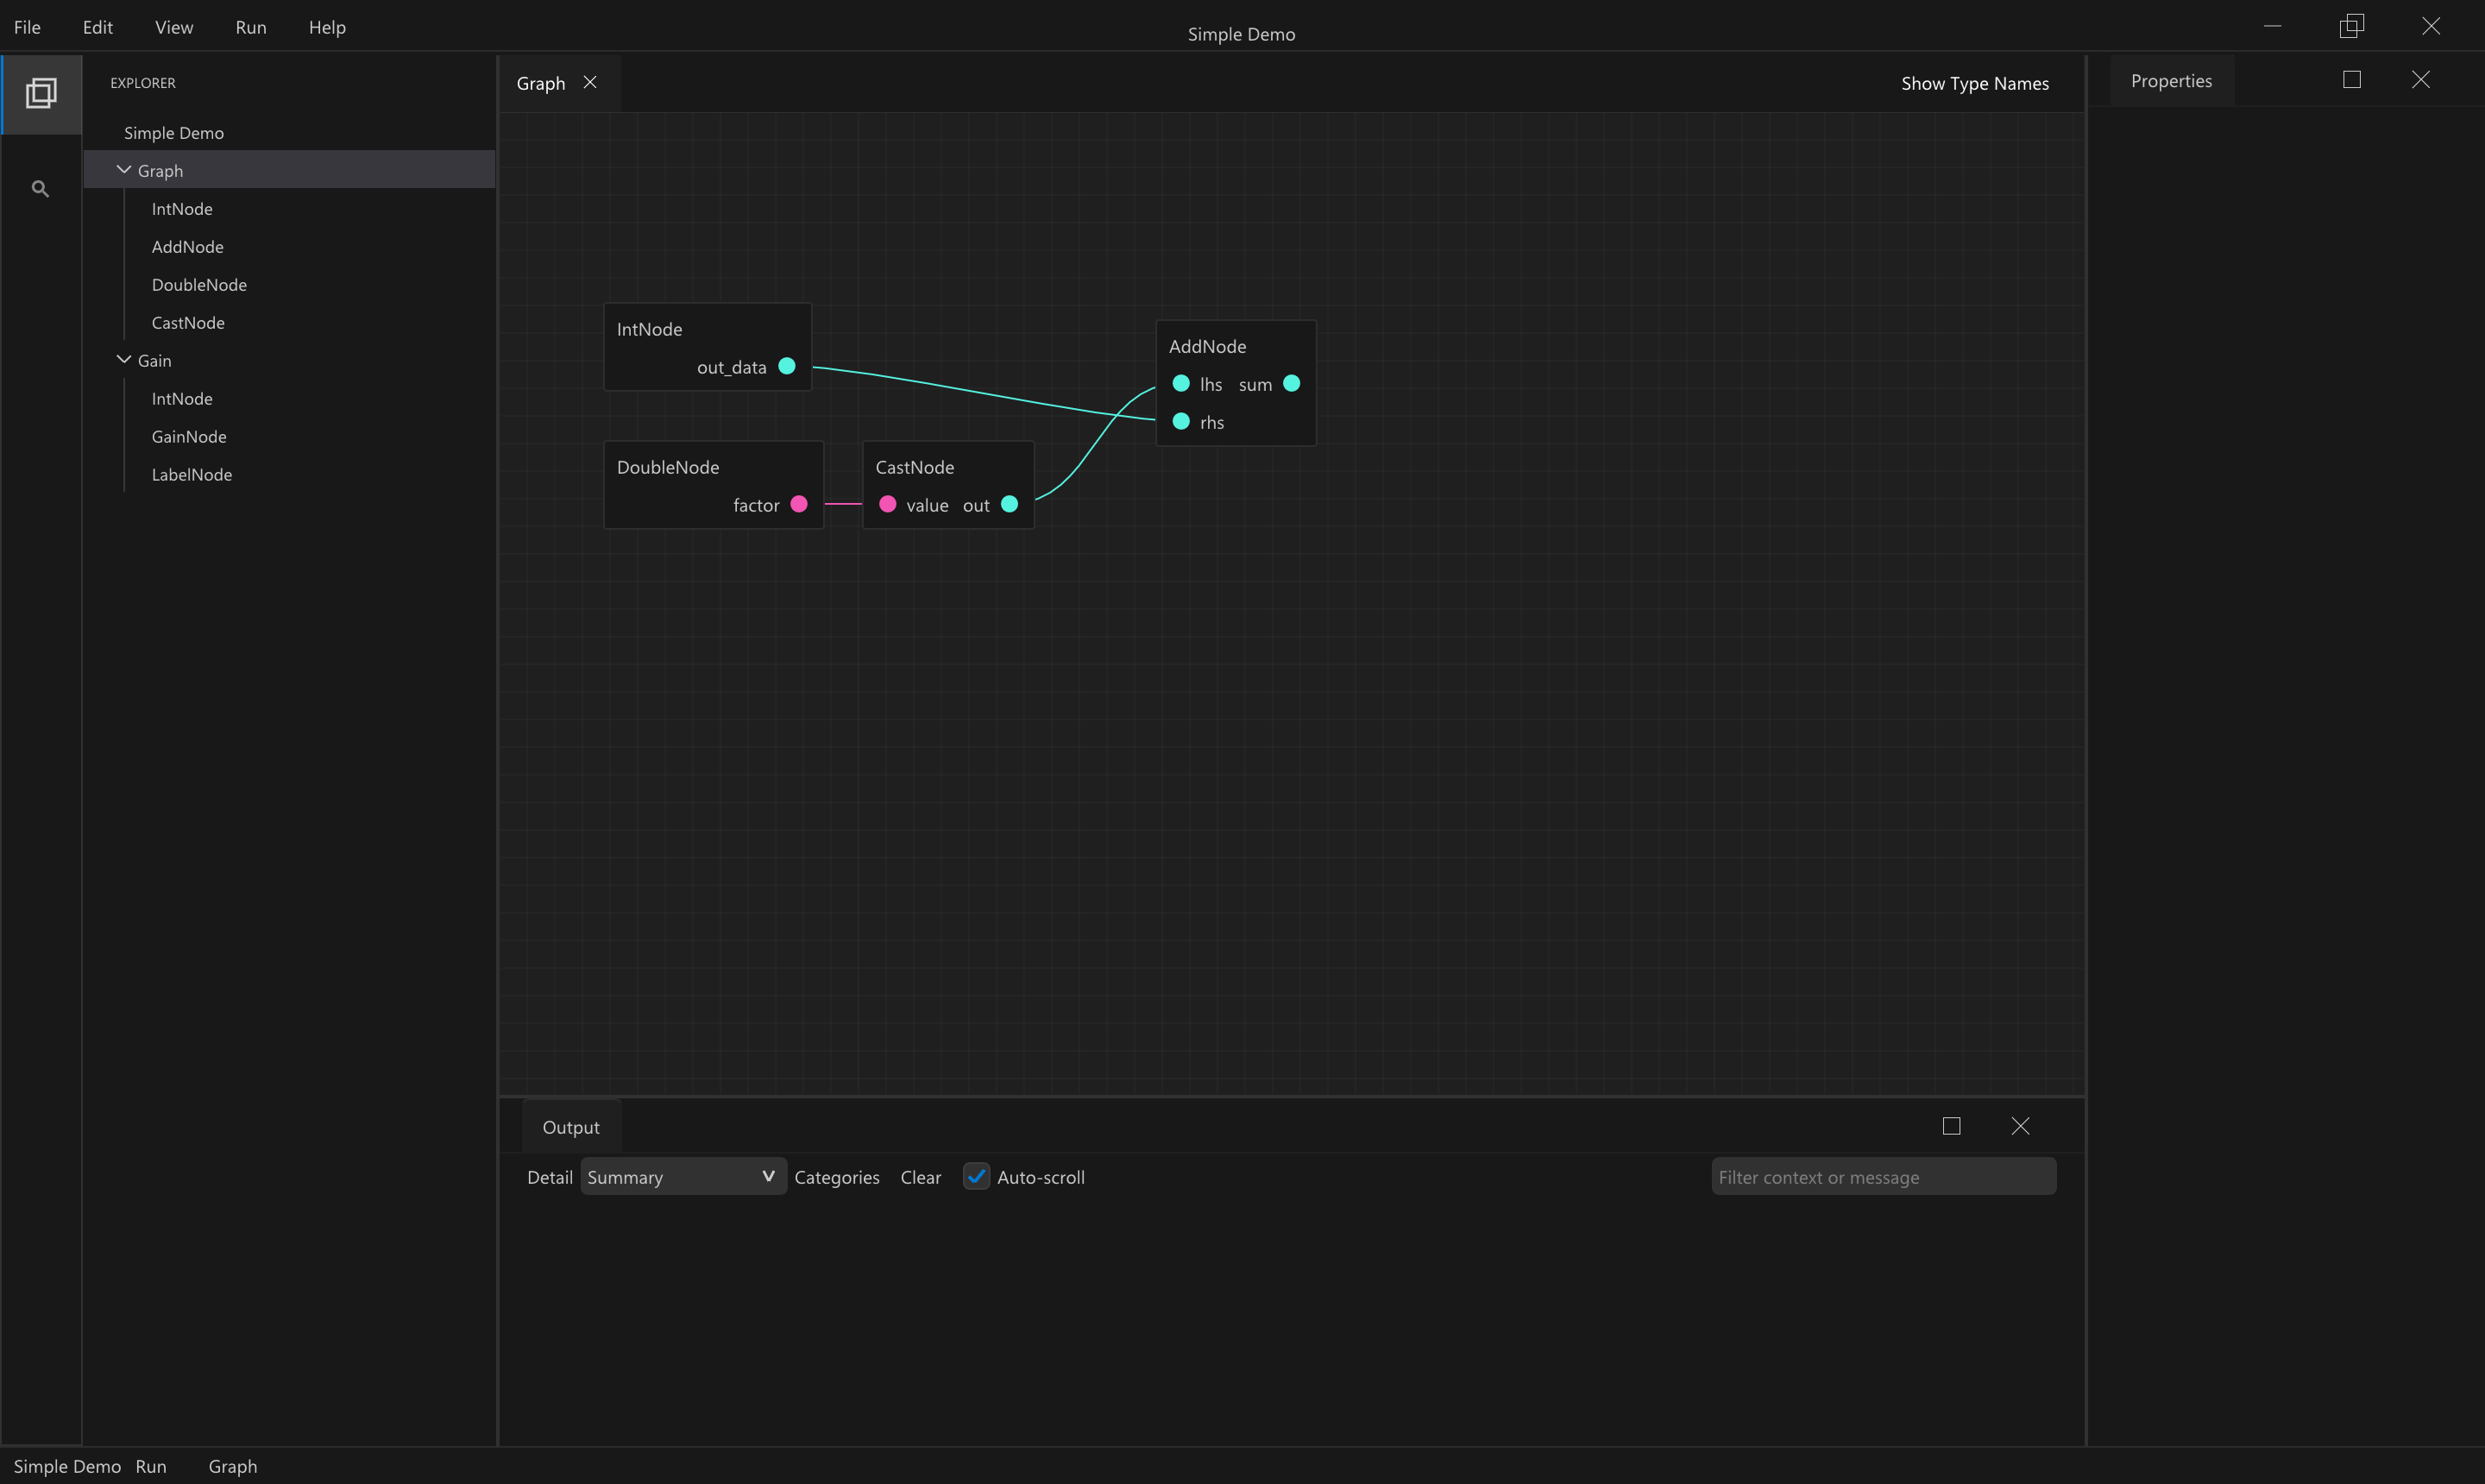 File Edit View Run Help
Simple Demo
EXPLORER
Simple Demo
Graph
IntNode
AddNode
DoubleNode
CastNode
Gain
IntNode
GainNode
LabelNode
Graph
Show Type Names
IntNode
out_data
DoubleNode
factor
CastNode
value out
AddNode
lhs sum
rhs
Output
Detail Summary Categories Clear Auto-scroll
Filter context or message
Properties
Simple Demo Run Graph